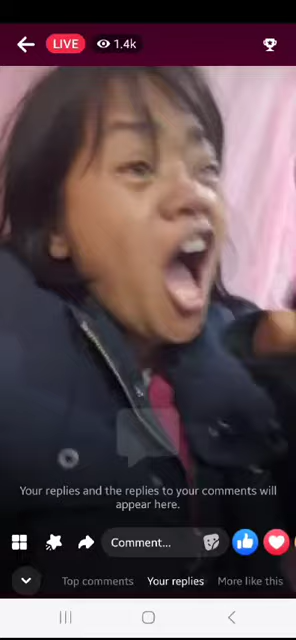 LIVE 1.4k
Your replies and the replies to your comments will
appear here.
Comment...
Top comments Your replies More like this